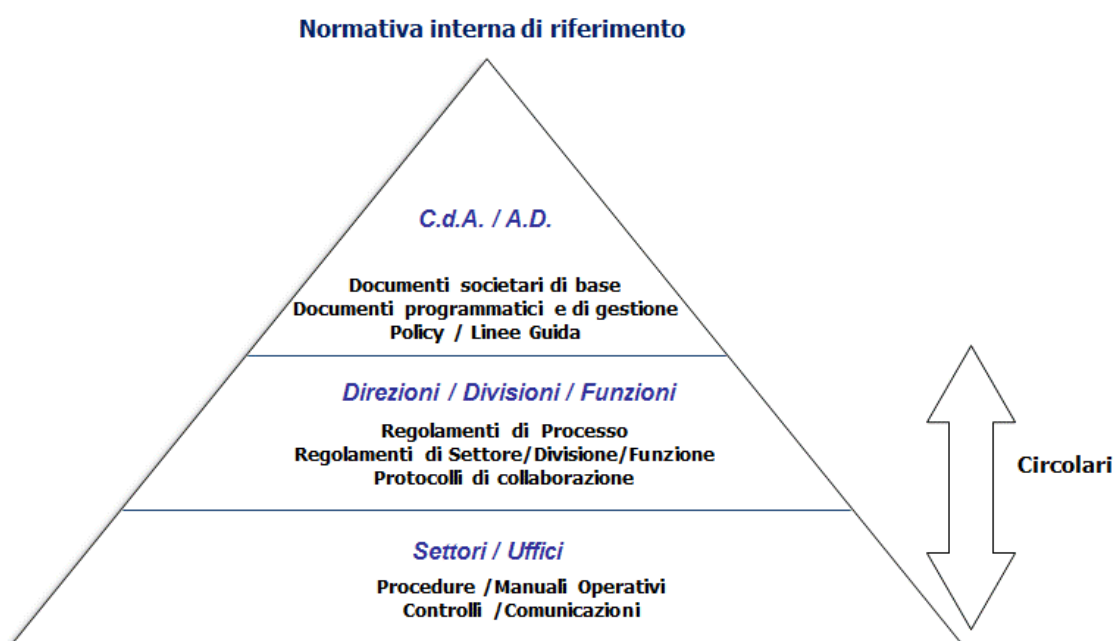 Normativa interna di riferimento
C.d.A. / A.D.
Documenti societari di base
Documenti programmatici e di gestione
Policy / Linee Guida
Direzioni / Divisioni / Funzioni
Regolamenti di Processo
Regolamenti di Settore/Divisione/Funzione
Protocolli di collaborazione
Circolari
Settori / Uffici
Procedure /Manuali Operativi
Controlli /Comunicazioni